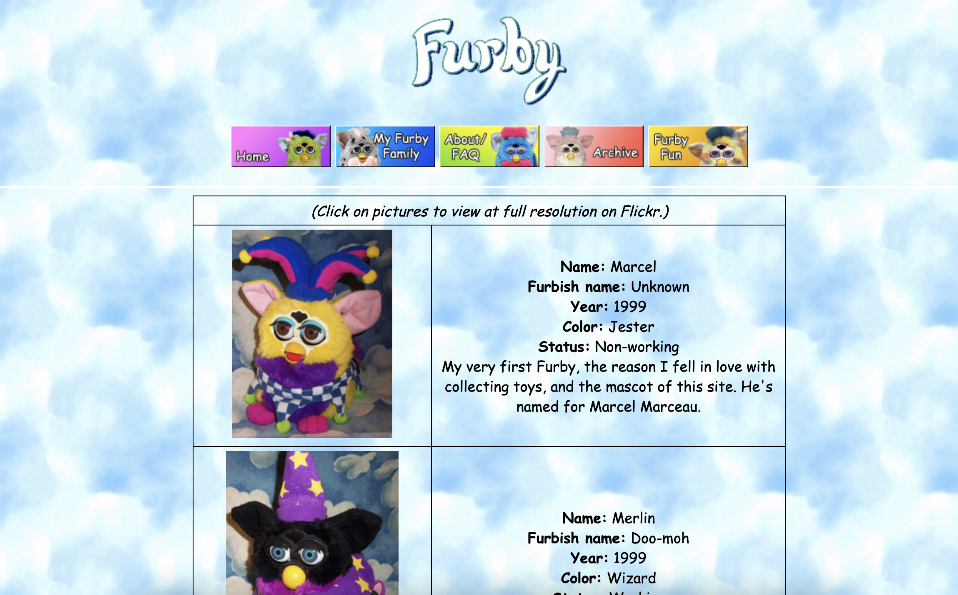 Furby
Home
My Furby
Family
About/
FAQ
Archive
Furby
Fun
(Click on pictures to view at full resolution on Flickr.)
Name: Marcel
Furbish name: Unknown
Year: 1999
Color: Jester
Status: Non-working
My very first Furby, the reason I fell in love with
collecting toys, and the mascot of this site. He's
named for Marcel Marceau.
Name: Merlin
Furbish name: Doo-moh
Year: 1999
Color: Wizard